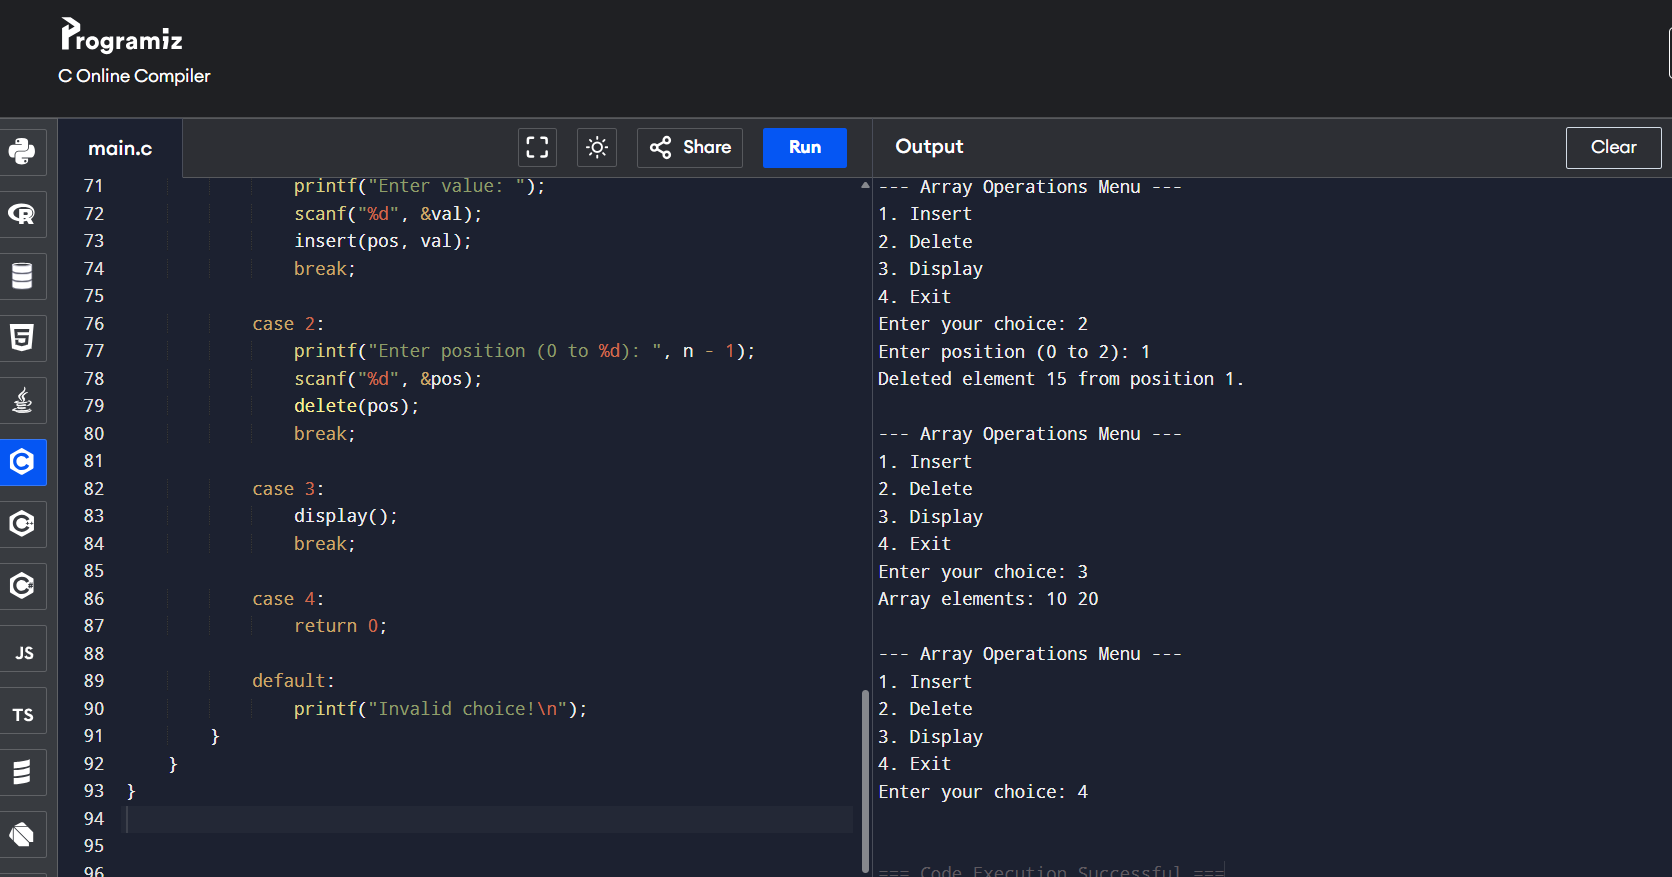 Programiz
C Online Compiler
main.c
Share
Run
Output
Clear
JS
TS
71 printf("Enter value: ");
72 scanf("%d", &val);
73 insert(pos, val);
74 break;
75
76 case 2:
77 printf("Enter position (0 to %d): ", n - 1);
78 scanf("%d", &pos);
79 delete(pos);
80 break;
81
82 case 3:
83 display();
84 break;
85
86 case 4:
87 return 0;
88
89 default:
90 printf("Invalid choice!\n");
91 }
92 }
93 }
94
95
96
--- Array Operations Menu ---
1. Insert
2. Delete
3. Display
4. Exit
Enter your choice: 2
Enter position (0 to 2): 1
Deleted element 15 from position 1.
--- Array Operations Menu ---
1. Insert
2. Delete
3. Display
4. Exit
Enter your choice: 3
Array elements: 10 20
--- Array Operations Menu ---
1. Insert
2. Delete
3. Display
4. Exit
Enter your choice: 4
=== Code Execution Successful ===